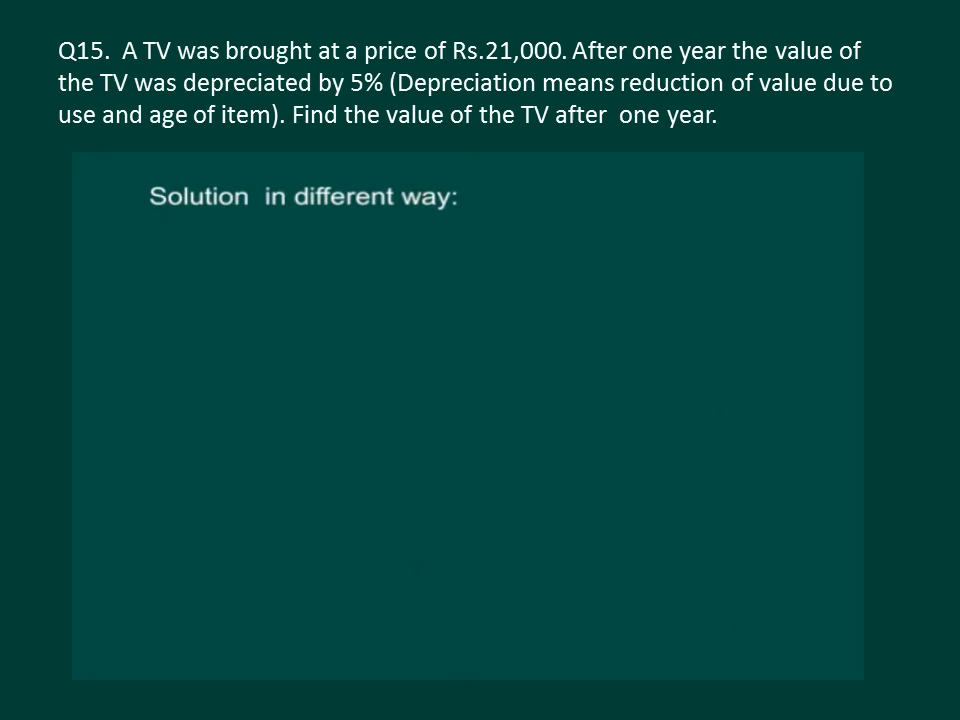 Q15.  A TV was brought at a price of Rs.21,000. After one year the value of
the TV was depreciated by 5% (Depreciation means reduction of value due to
use and age of item). Find the value of the TV after  one year.
Solution  in different way: